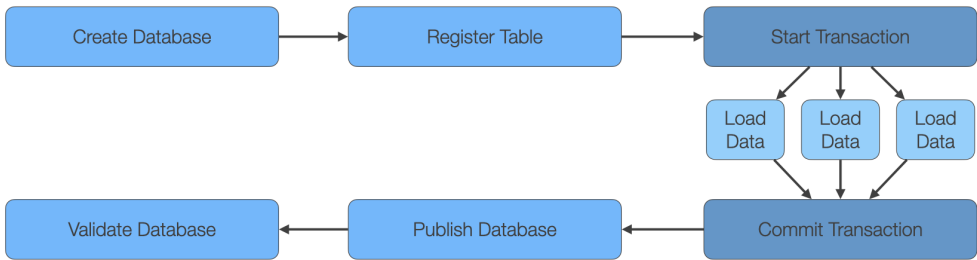 Create Database
Register Table
Start Transaction
Load
Data
Load
Data
Load
Data
Validate Database
Publish Database
Commit Transaction